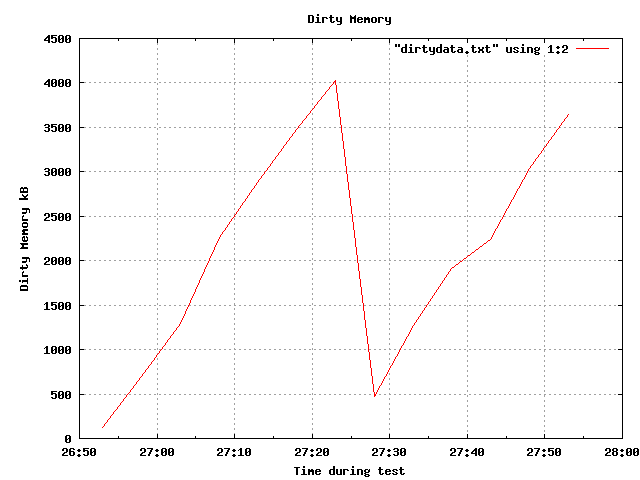 Dirty Memory
"dirtydata.txt" using 1:2
4500
4000
3500
3000
2500
2000
1500
1000
500
0
Dirty Memory kB
26:50 27:00 27:10 27:20 27:30 27:40 27:50 28:00
Time during test